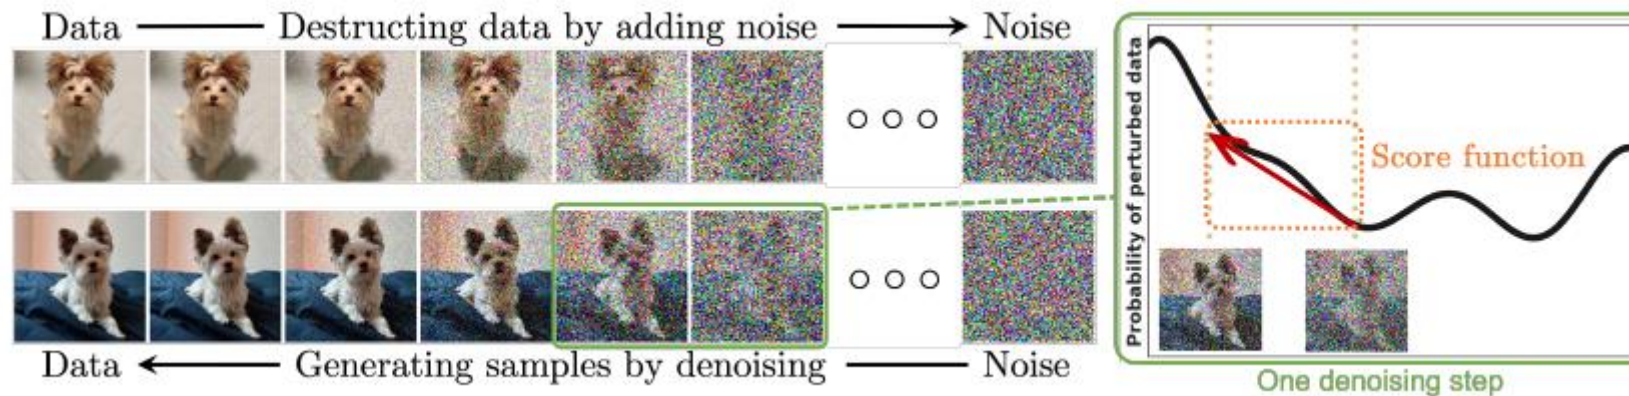 Data Destructing data by adding noise Noise
Probability of perturbed data
Score function
Data Generating samples by denoising Noise
One denoising step